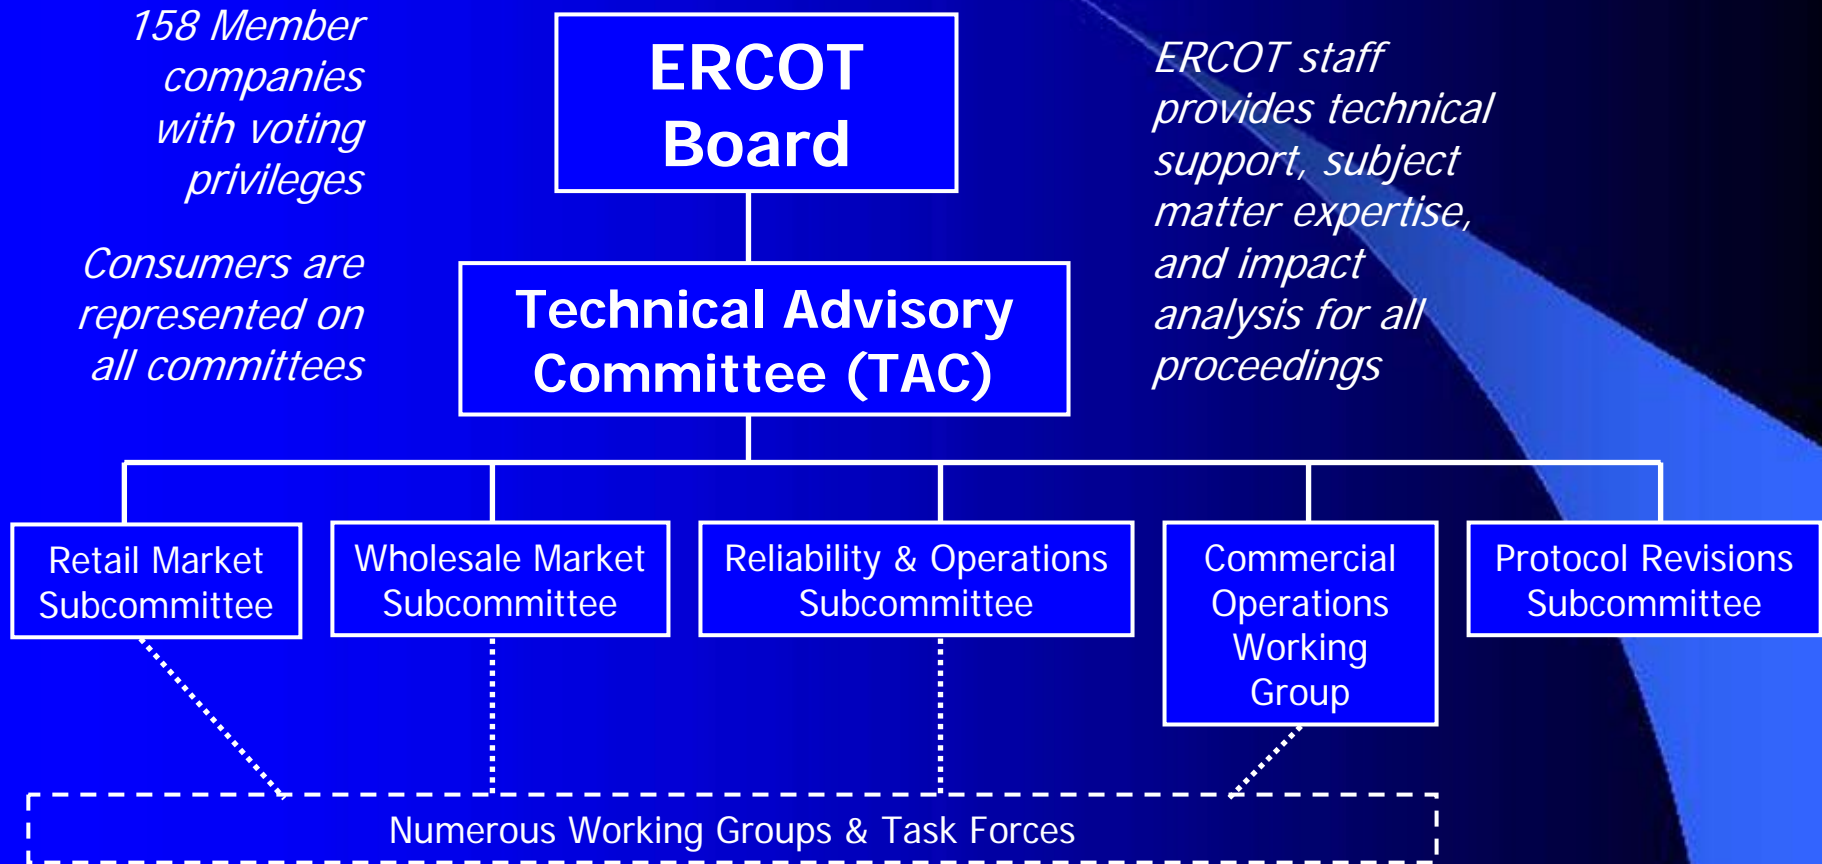 158 Member
companies
with voting
privileges
Consumers are
represented on
all committees
ERCOT
Board
ERCOT staff
provides technical
support, subject
matter expertise,
and impact
analysis for all
proceedings
Technical Advisory
Committee (TAC)
Retail Market
Subcommittee
Wholesale Market
Subcommittee
Reliability & Operations
Subcommittee
Commercial
Operations
Working
Group
Protocol Revisions
Subcommittee
Numerous Working Groups & Task Forces